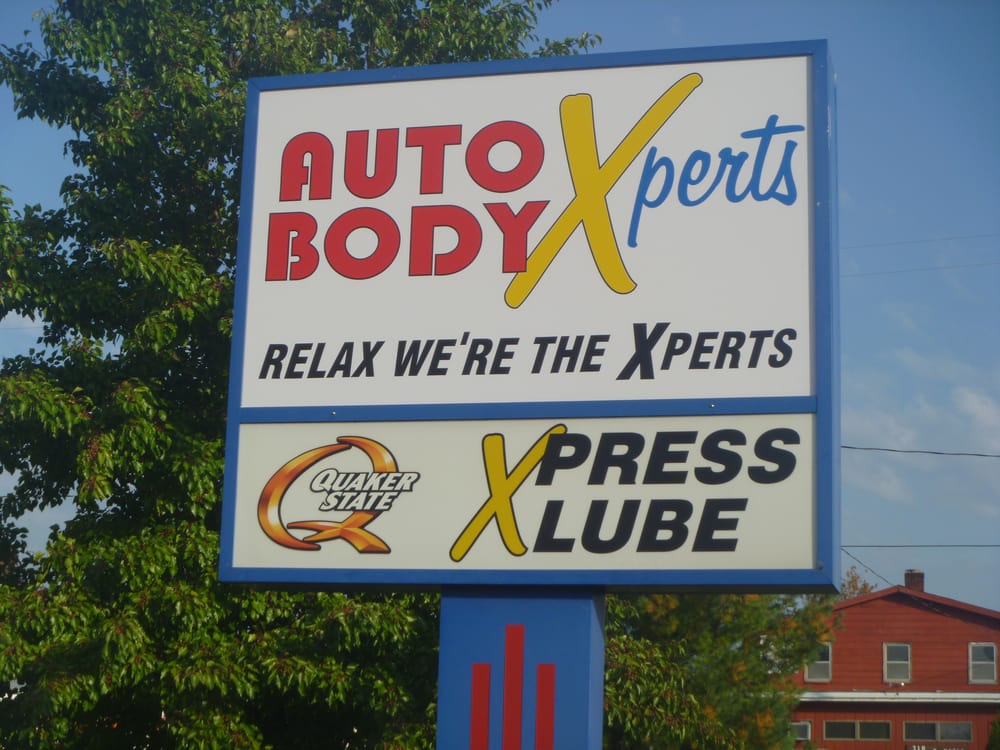 AUTO Xperts
BODY
RELAX WE'RE THE XPERTS
QUAKER
STATE
XPRESS
LUBE